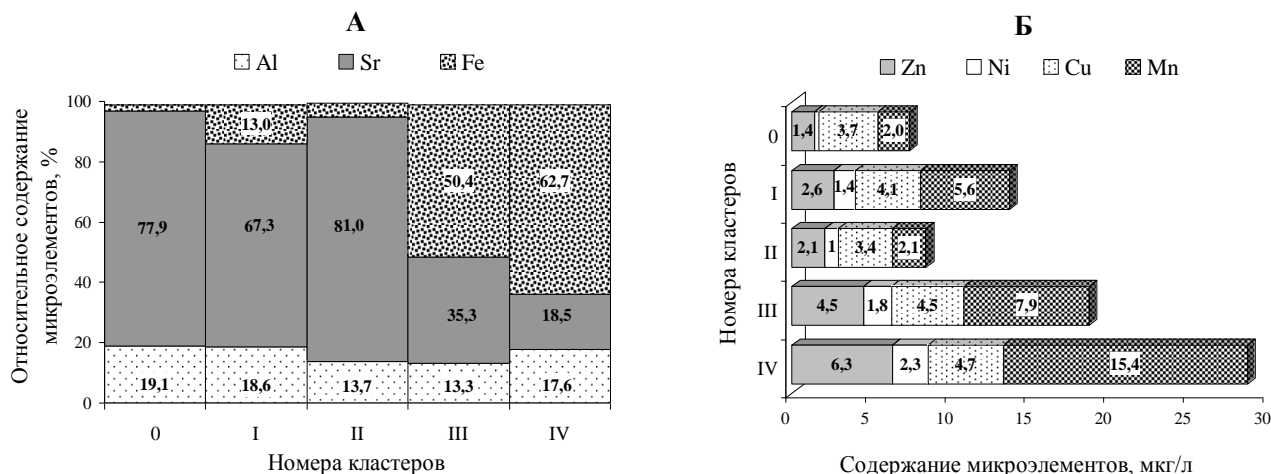 А
Al Sr Fe
Относительное содержание
микроэлементов, %
100
80
60
40
20
0
13,0
50,4
62,7
77,9
67,3
81,0
35,3
18,5
19,1
18,6
13,7
13,3
17,6
0 I II III IV
Номера кластеров
Б
Zn Ni Cu Mn
Номера кластеров
0
1,4 3,7 2,0
I
2,6 1,4 4,1 5,6
II
2,1 1 3,4 2,1
III
4,5 1,8 4,5 7,9
IV
6,3 2,3 4,7 15,4
0 5 10 15 20 25 30
Содержание микроэлементов, мкг/л